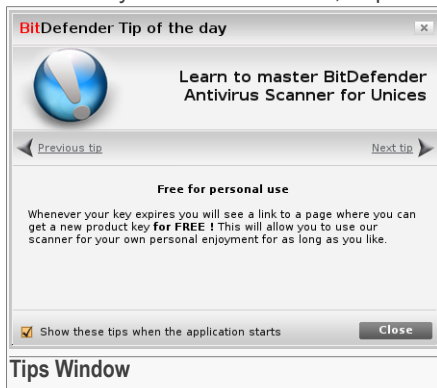 BitDefender Tip of the day
Learn to master BitDefender
Antivirus Scanner for Unices
Previous tip
Next tip
Free for personal use
Whenever your key expires you will see a link to a page where you can
get a new product key for FREE ! This will allow you to use our
scanner for your own personal enjoyment for as long as you like.
Show these tips when the application starts
Close
Tips Window